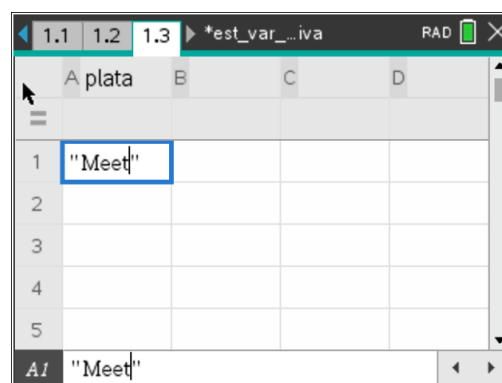 1.1 1.2 1.3 *est_var_...iva RAD
A plata B C D
=
1 "Meet"
2
3
4
5
A1 "Meet"